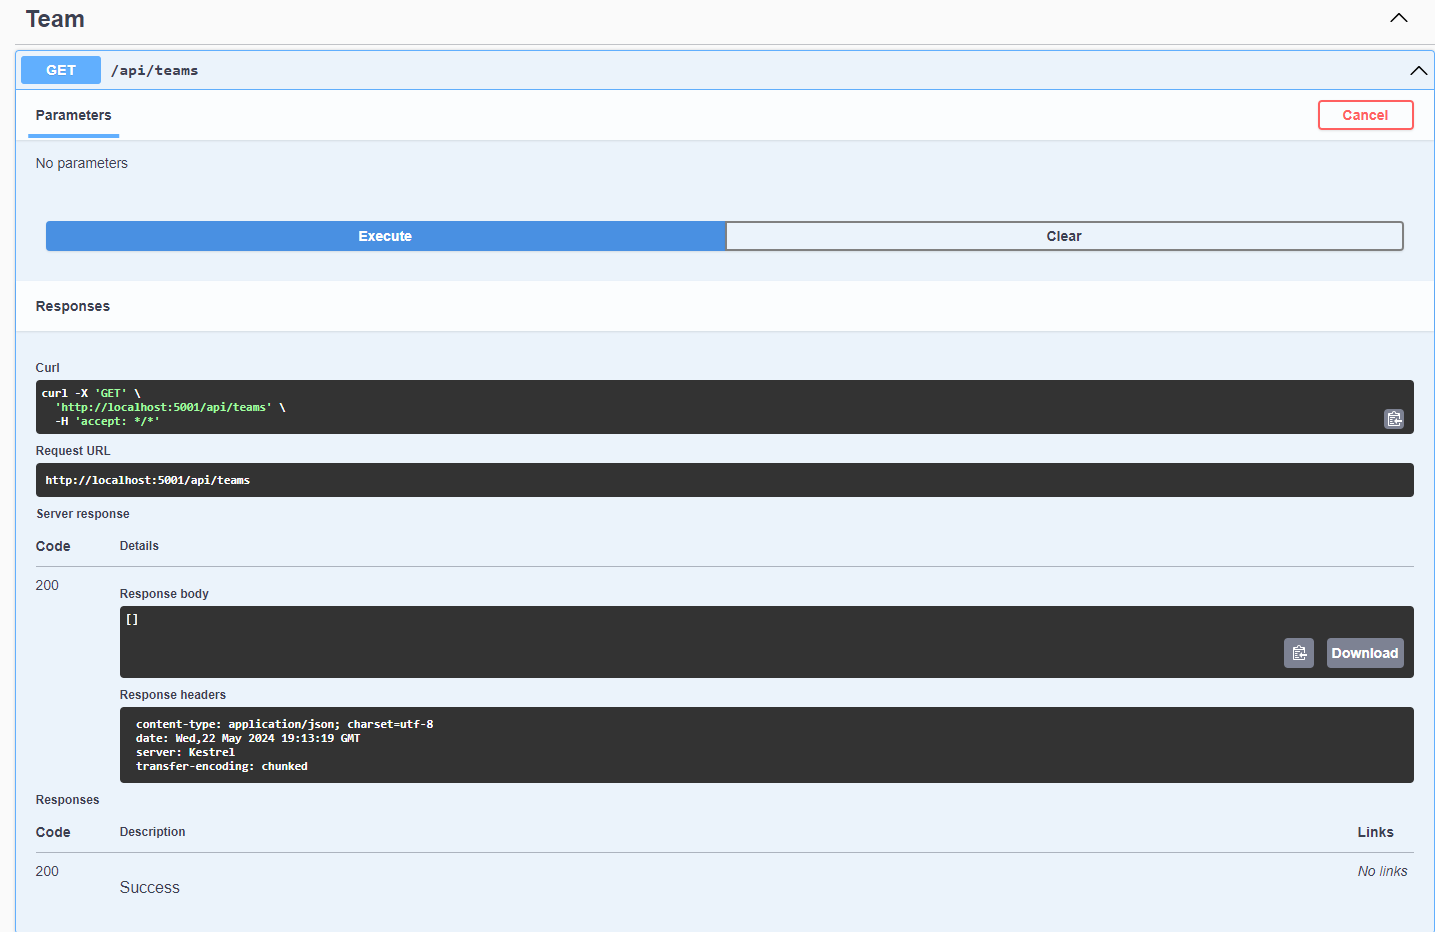 Team
GET /api/teams
Parameters Cancel
No parameters
Execute Clear
Responses
Curl
curl -X 'GET' \
  'http://localhost:5001/api/teams' \
  -H 'accept: */*'
Request URL
http://localhost:5001/api/teams
Server response
Code Details
200
Response body
[]
Download
Response headers
content-type: application/json; charset=utf-8
date: Wed,22 May 2024 19:13:19 GMT
server: Kestrel
transfer-encoding: chunked
Responses
Code Description Links
200 No links
Success